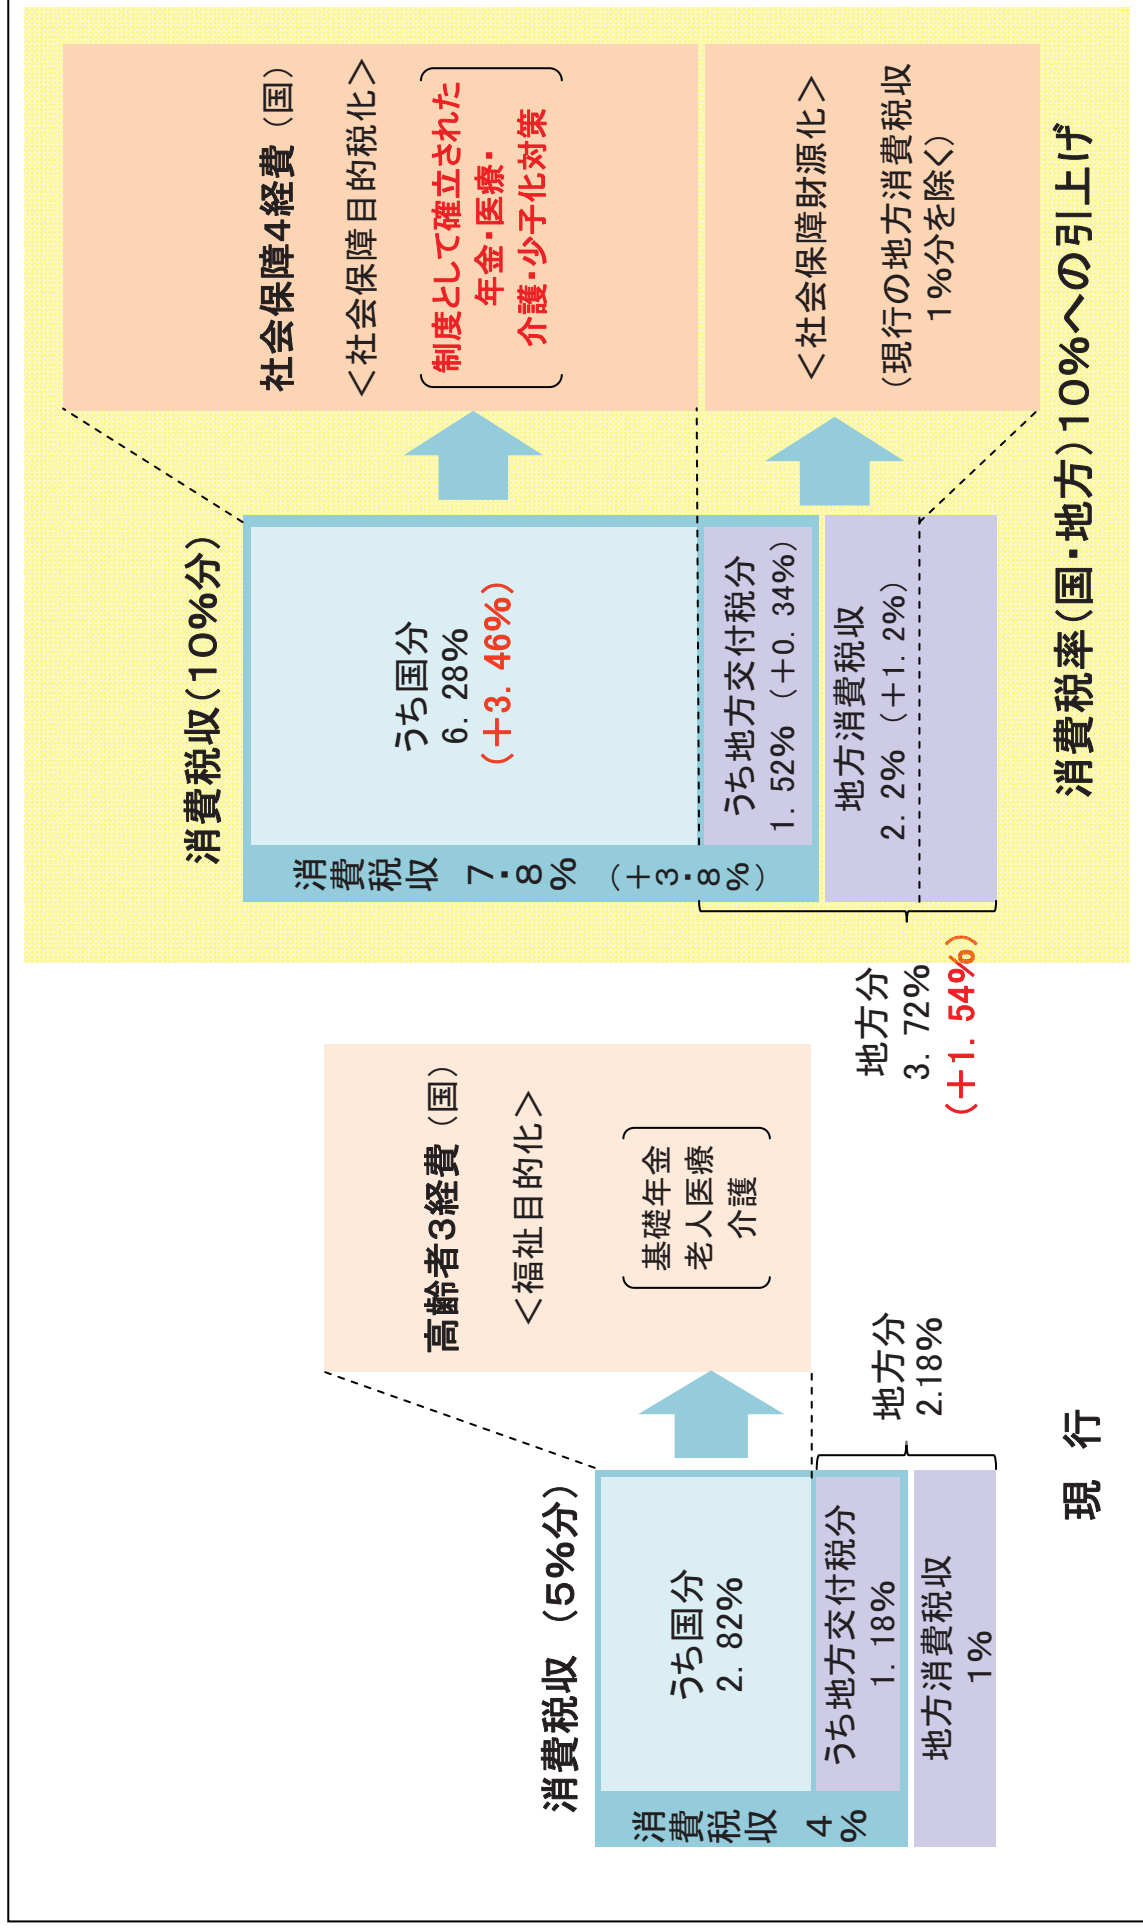 消費税収 （５％分）
消費税収 ４％
うち国分
２．８２％
うち地方交付税分
１．１８％
地方消費税収
１％
地方分
2.18％
高齢者３経費（国）
＜福祉目的化＞
基礎年金
老人医療
介護
現 行
消費税収（１０％分）
消費税収 ７・８％ （＋３・８％）
うち国分
６．２８％
（＋３．４６％）
うち地方交付税分
１．５２％（＋０．３４％）
地方消費税収
２．２％（＋１．２％）
地方分
３．７２％
（＋１．５４％）
社会保障４経費（国）
＜社会保障目的税化＞
制度として確立された
年金・医療・
介護・少子化対策
＜社会保障財源化＞
（現行の地方消費税収
１％分を除く）
消費税率（国・地方）１０％への引上げ